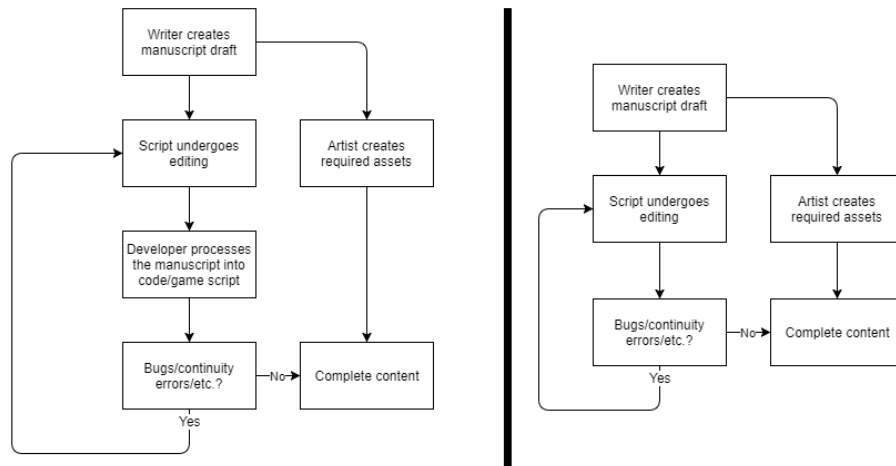 Writer creates
manuscript draft
Script undergoes
editing
Artist creates
required assets
Developer processes
the manuscript into
code/game script
Bugs/continuity
errors/etc.?
No
Complete content
Yes
Writer creates
manuscript draft
Script undergoes
editing
Artist creates
required assets
Bugs/continuity
errors/etc.?
No
Complete content
Yes